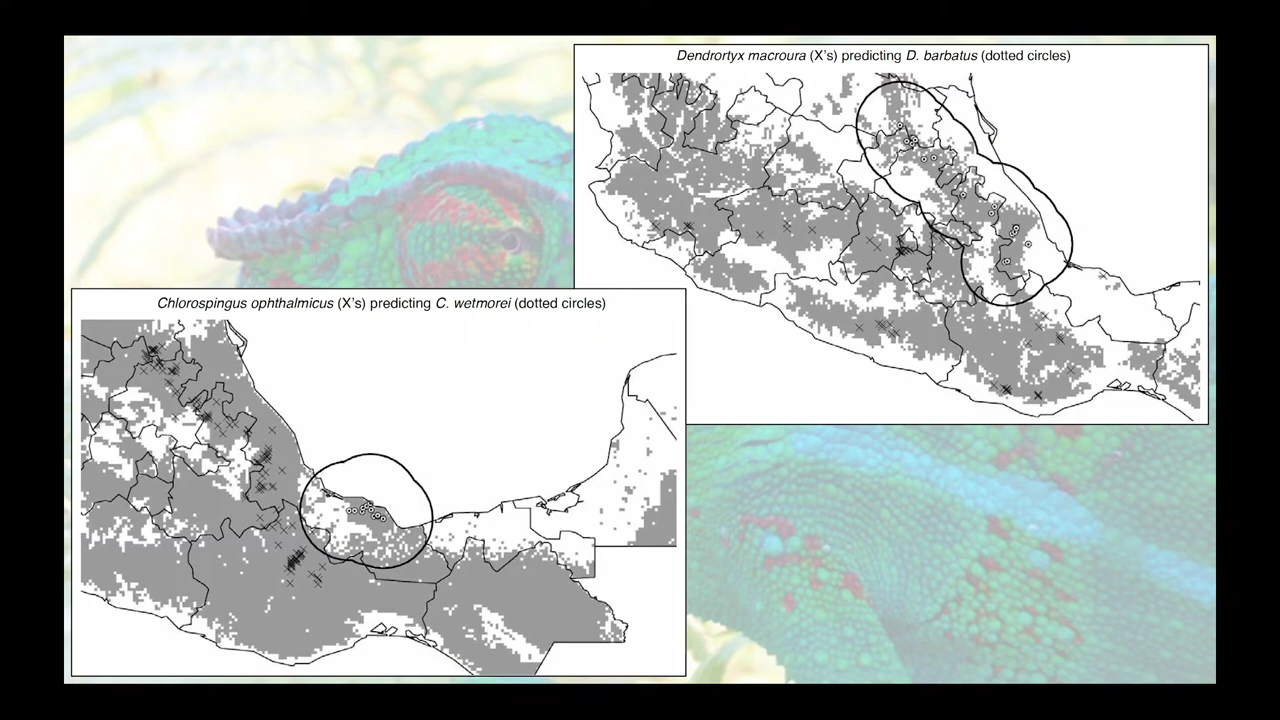 Dendrortyx macroura (X's) predicting D. barbatus (dotted circles)
Chlorospingus ophthalmicus (X's) predicting C. wetmorei (dotted circles)